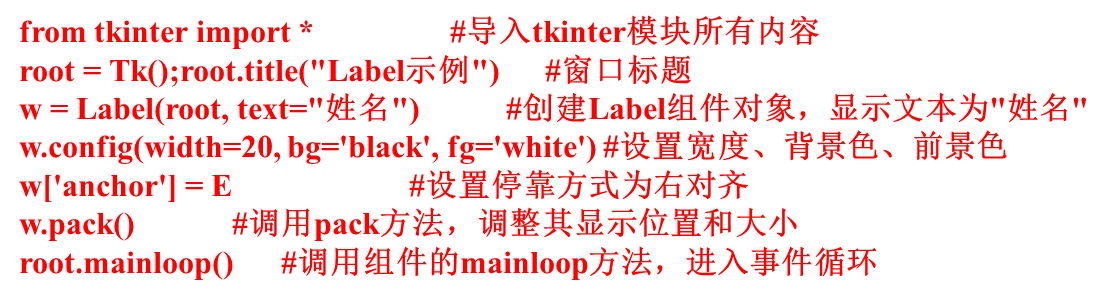 from tkinter import * #导入tkinter模块所有内容
root = Tk();root.title("Label示例") #窗口标题
w = Label(root, text="姓名") #创建Label组件对象，显示文本为"姓名"
w.config(width=20, bg='black', fg='white') #设置宽度、背景色、前景色
w['anchor'] = E #设置停靠方式为右对齐
w.pack() #调用pack方法，调整其显示位置和大小
root.mainloop() #调用组件的mainloop方法，进入事件循环